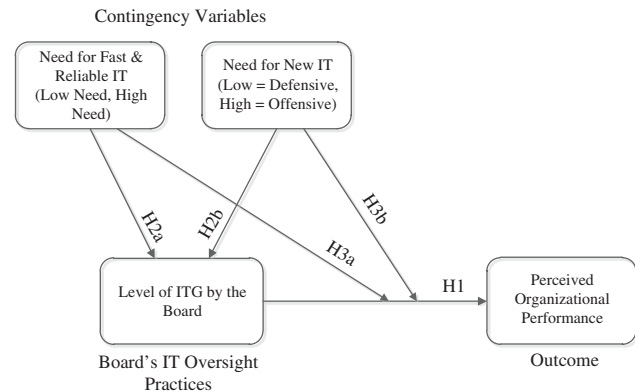 Contingency Variables
Need for Fast &
Reliable IT
(Low Need, High
Need)
Need for New IT
(Low = Defensive,
High = Offensive)
H2a
H2b
H3a
H3b
H1
Level of ITG by the
Board
Perceived
Organizational
Performance
Board's IT Oversight
Practices
Outcome